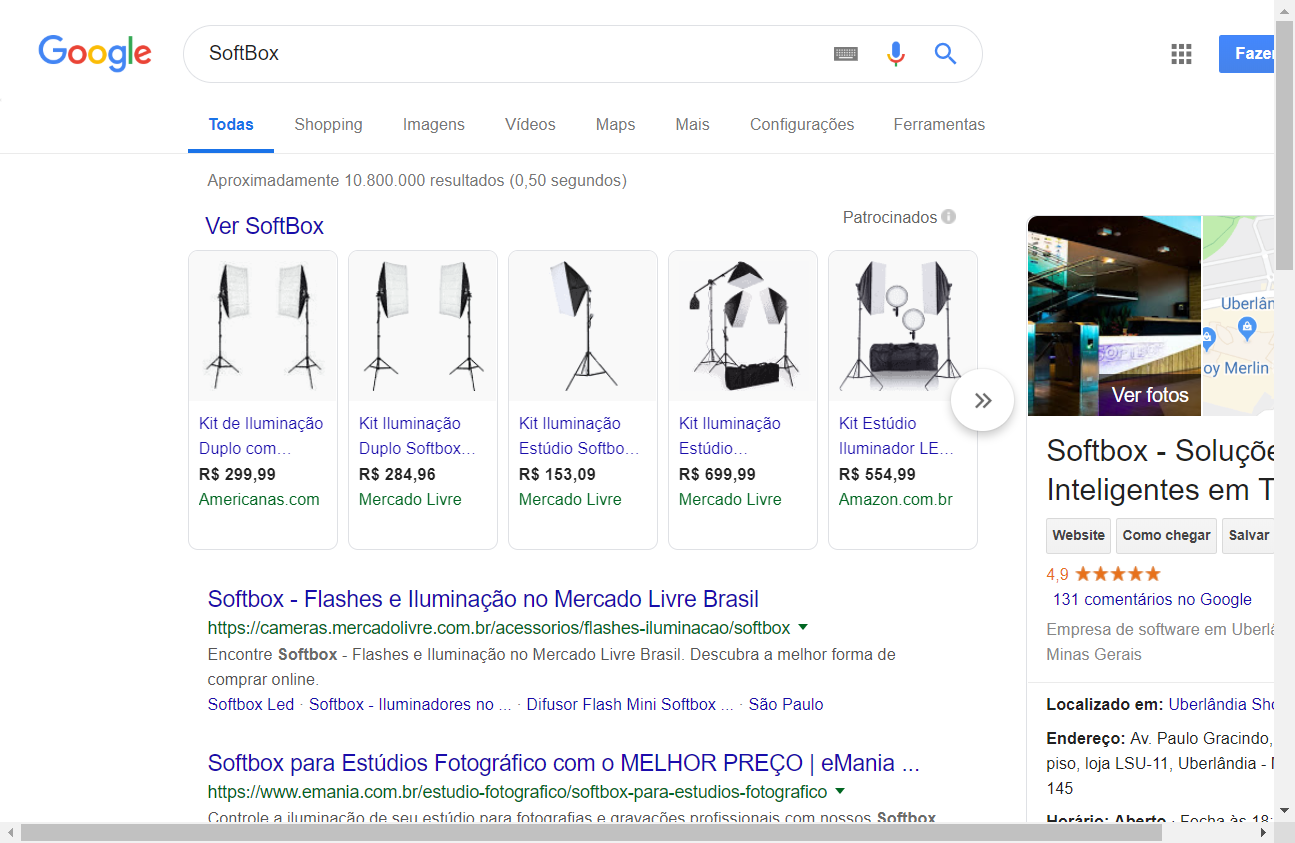 Google
SoftBox
Fazer
Todas
Shopping
Imagens
Vídeos
Maps
Mais
Configurações
Ferramentas
Aproximadamente 10.800.000 resultados (0,50 segundos)
Ver SoftBox
Patrocinados
Kit de Iluminação
Duplo com…
R$ 299,99
Americanas.com
Kit Iluminação
Duplo Softbox…
R$ 284,96
Mercado Livre
Kit Iluminação
Estúdio Softbo…
R$ 153,09
Mercado Livre
Kit Iluminação
Estúdio…
R$ 699,99
Mercado Livre
Kit Estúdio
Iluminador LE…
R$ 554,99
Amazon.com.br
Softbox - Flashes e Iluminação no Mercado Livre Brasil
https://cameras.mercadolivre.com.br/acessorios/flashes-iluminacao/softbox
Encontre Softbox - Flashes e Iluminação no Mercado Livre Brasil. Descubra a melhor forma de
comprar online.
Softbox Led · Softbox - Iluminadores no ... · Difusor Flash Mini Softbox ... · São Paulo
Softbox para Estúdios Fotográfico com o MELHOR PREÇO | eMania ...
https://www.emania.com.br/estudio-fotografico/softbox-para-estudios-fotografico
Controle a iluminação de seu estúdio para fotografias e gravações profissionais com nossos Softbox
Ver fotos
Uberlân
oy Merlin
Softbox - Soluçõe
Inteligentes em T
Website
Como chegar
Salvar
4,9
131 comentários no Google
Empresa de software em Uberlâ
Minas Gerais
Localizado em: Uberlândia Sho
Endereço: Av. Paulo Gracindo,
piso, loja LSU-11, Uberlândia -
145
Horário: Aberto · Fecha às 18: